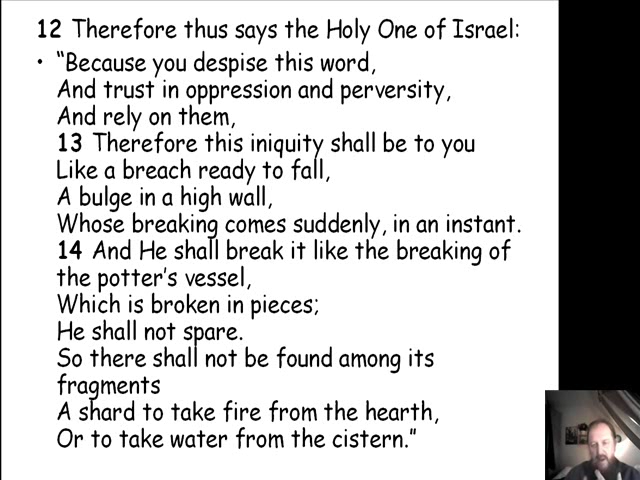 12 Therefore thus says the Holy One of Israel:
• “Because you despise this word,
And trust in oppression and perversity,
And rely on them,
13 Therefore this iniquity shall be to you
Like a breach ready to fall,
A bulge in a high wall,
Whose breaking comes suddenly, in an instant.
14 And He shall break it like the breaking of
the potter’s vessel,
Which is broken in pieces;
He shall not spare.
So there shall not be found among its
fragments
A shard to take fire from the hearth,
Or to take water from the cistern.”